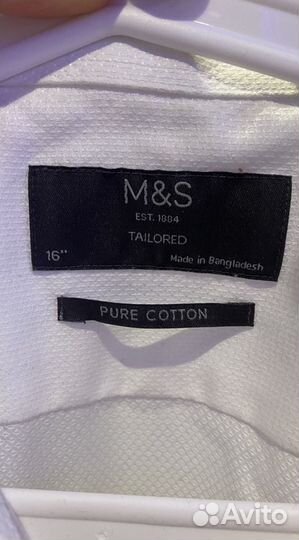 M&S
EST. 1884
TAILORED
16"
Made in Bangladesh
PURE COTTON
Avito